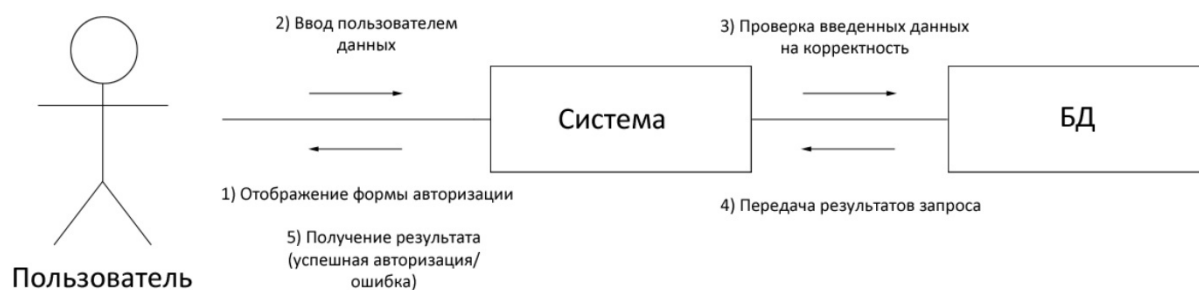 2) Ввод пользователем
данных
3) Проверка введенных данных
на корректность
Система
БД
1) Отображение формы авторизации
4) Передача результатов запроса
5) Получение результата
(успешная авторизация/
ошибка)
Пользователь